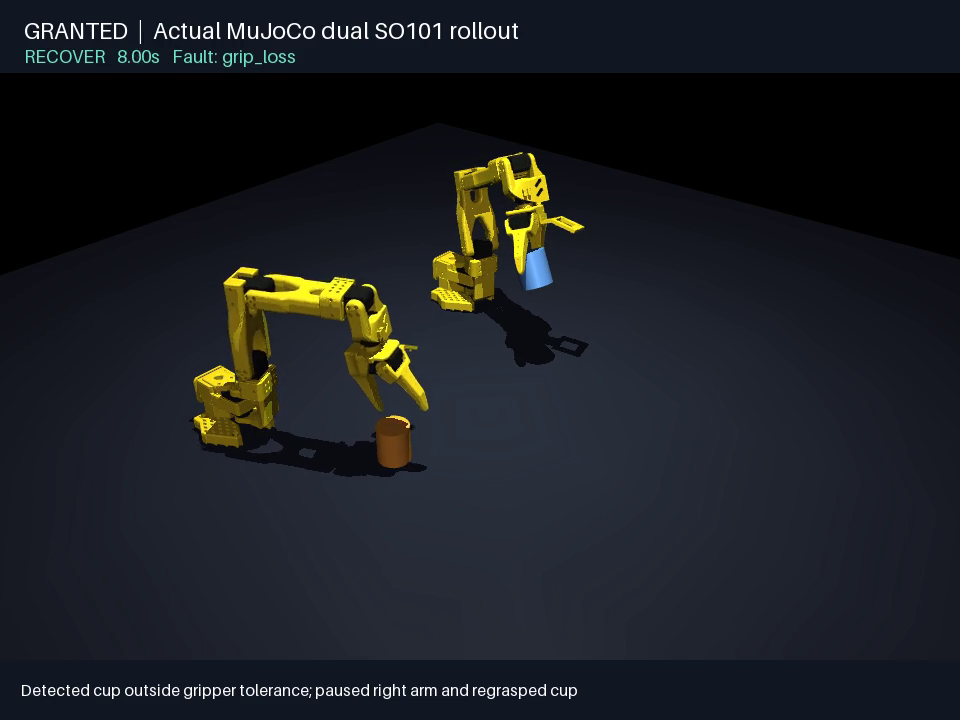 GRANTED | Actual MuJoCo dual SO101 rollout
RECOVER 8.00s Fault: grip_loss
Detected cup outside gripper tolerance; paused right arm and regrasped cup